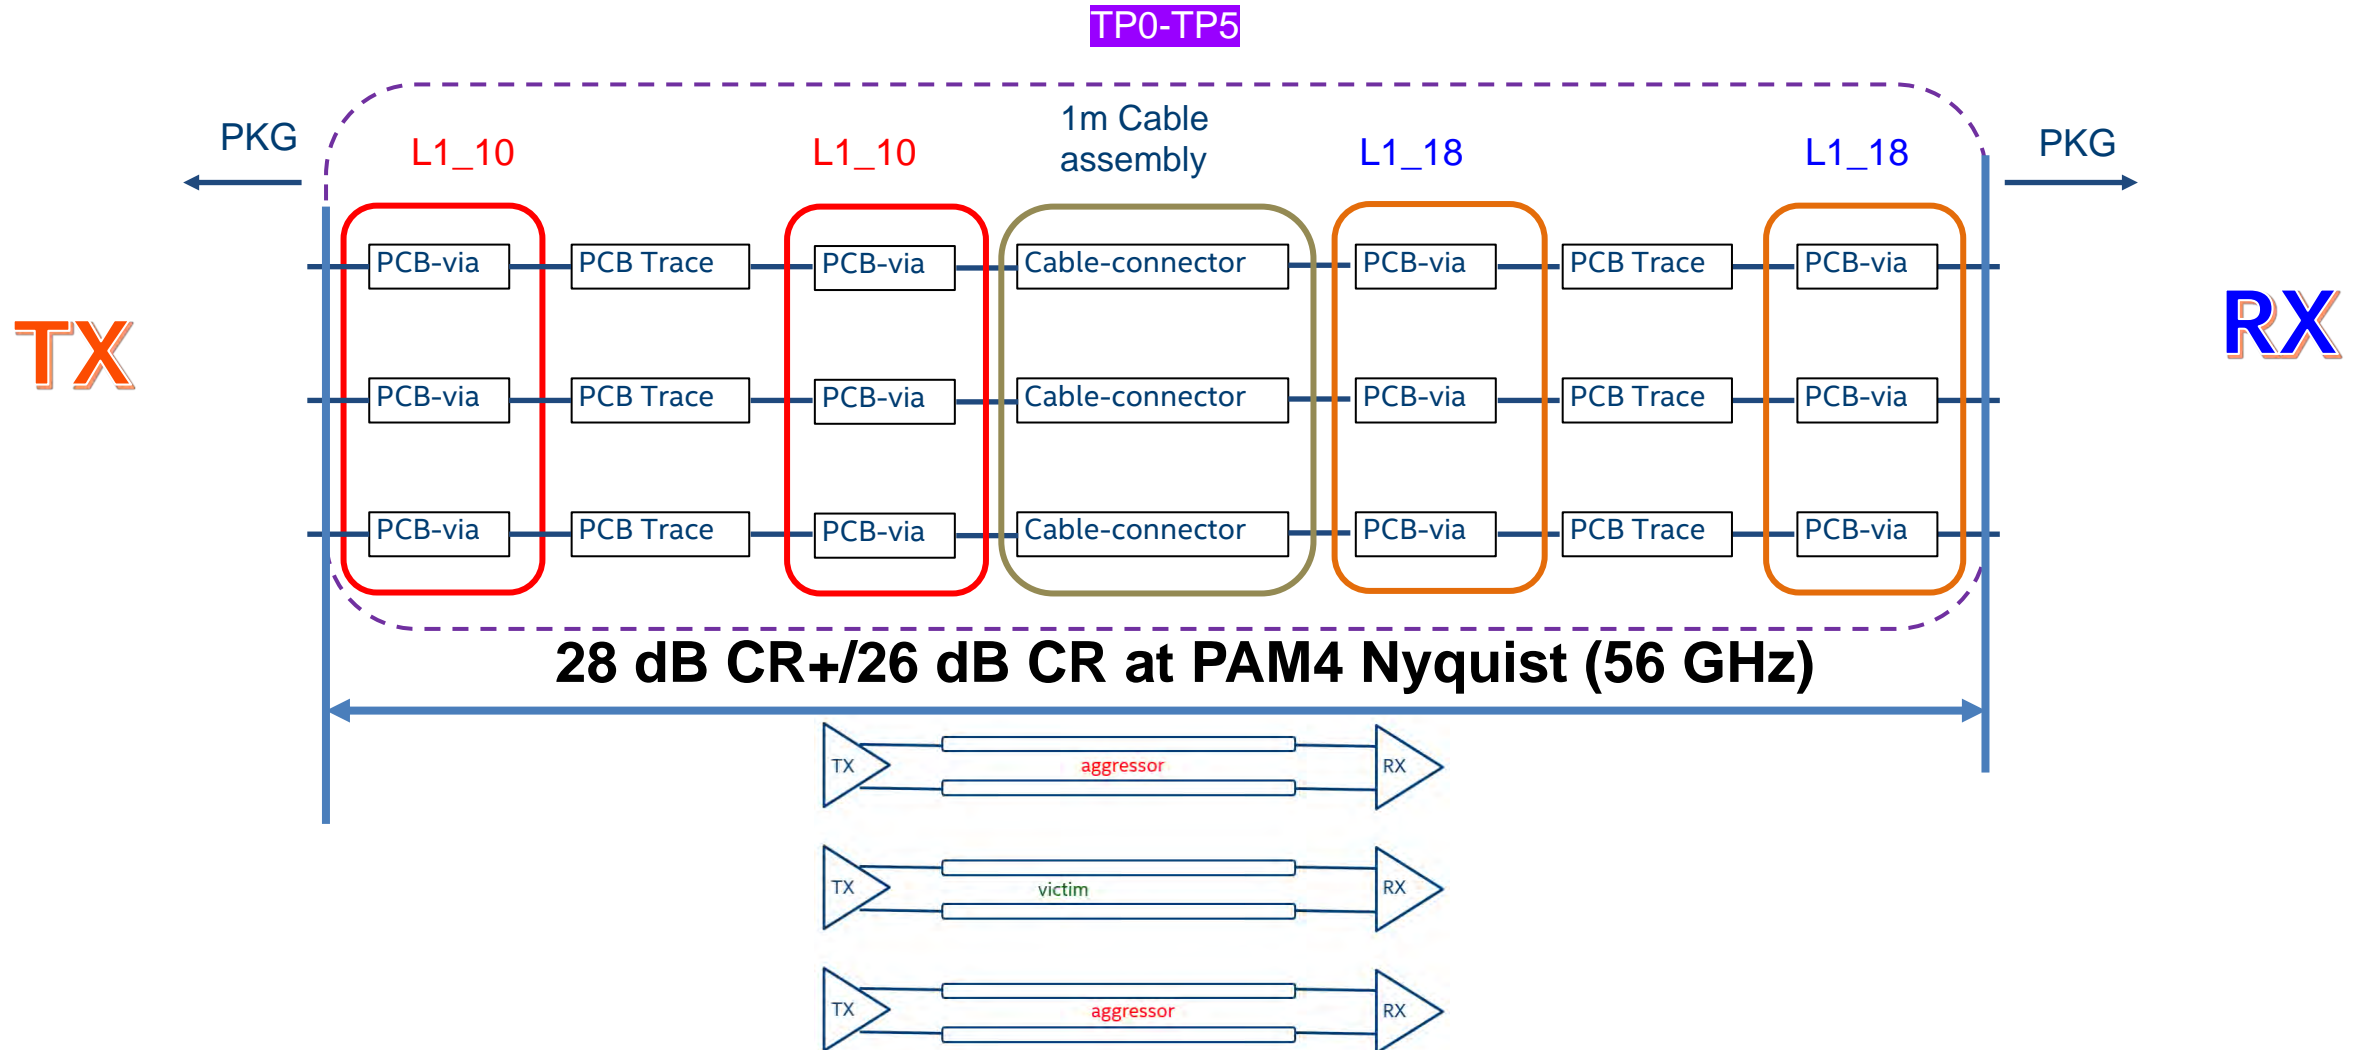 TP0-TP5
1m Cable
assembly
PKG
L1_10
L1_10
L1_18
L1_18
PKG
PCB-via
PCB Trace
PCB-via
Cable-connector
PCB-via
PCB Trace
PCB-via
TX
RX
PCB-via
PCB Trace
PCB-via
Cable-connector
PCB-via
PCB Trace
PCB-via
PCB-via
PCB Trace
PCB-via
Cable-connector
PCB-via
PCB Trace
PCB-via
28 dB CR+/26 dB CR at PAM4 Nyquist (56 GHz)
TX
aggressor
RX
TX
victim
RX
TX
aggressor
RX